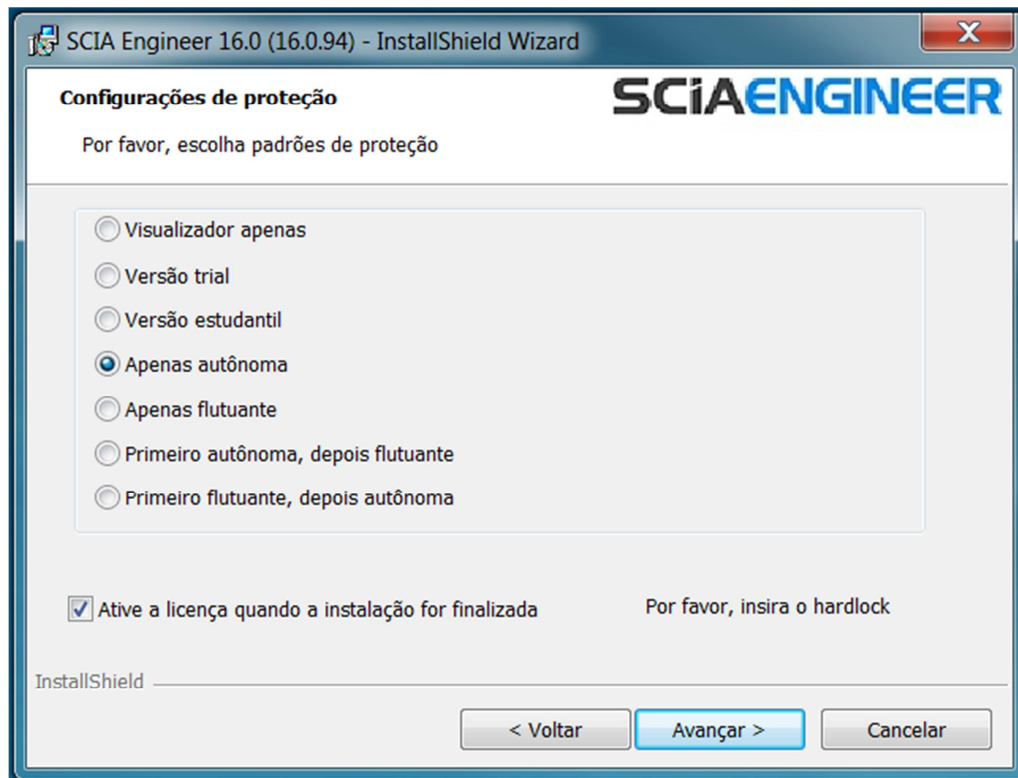 SCIA Engineer 16.0 (16.0.94) - InstallShield Wizard
Configurações de proteção
SCiAENGINEER
Por favor, escolha padrões de proteção
Visualizador apenas
Versão trial
Versão estudantil
Apenas autônoma
Apenas flutuante
Primeiro autônoma, depois flutuante
Primeiro flutuante, depois autônoma
Ative a licença quando a instalação for finalizada
Por favor, insira o hardlock
InstallShield
< Voltar
Avançar >
Cancelar